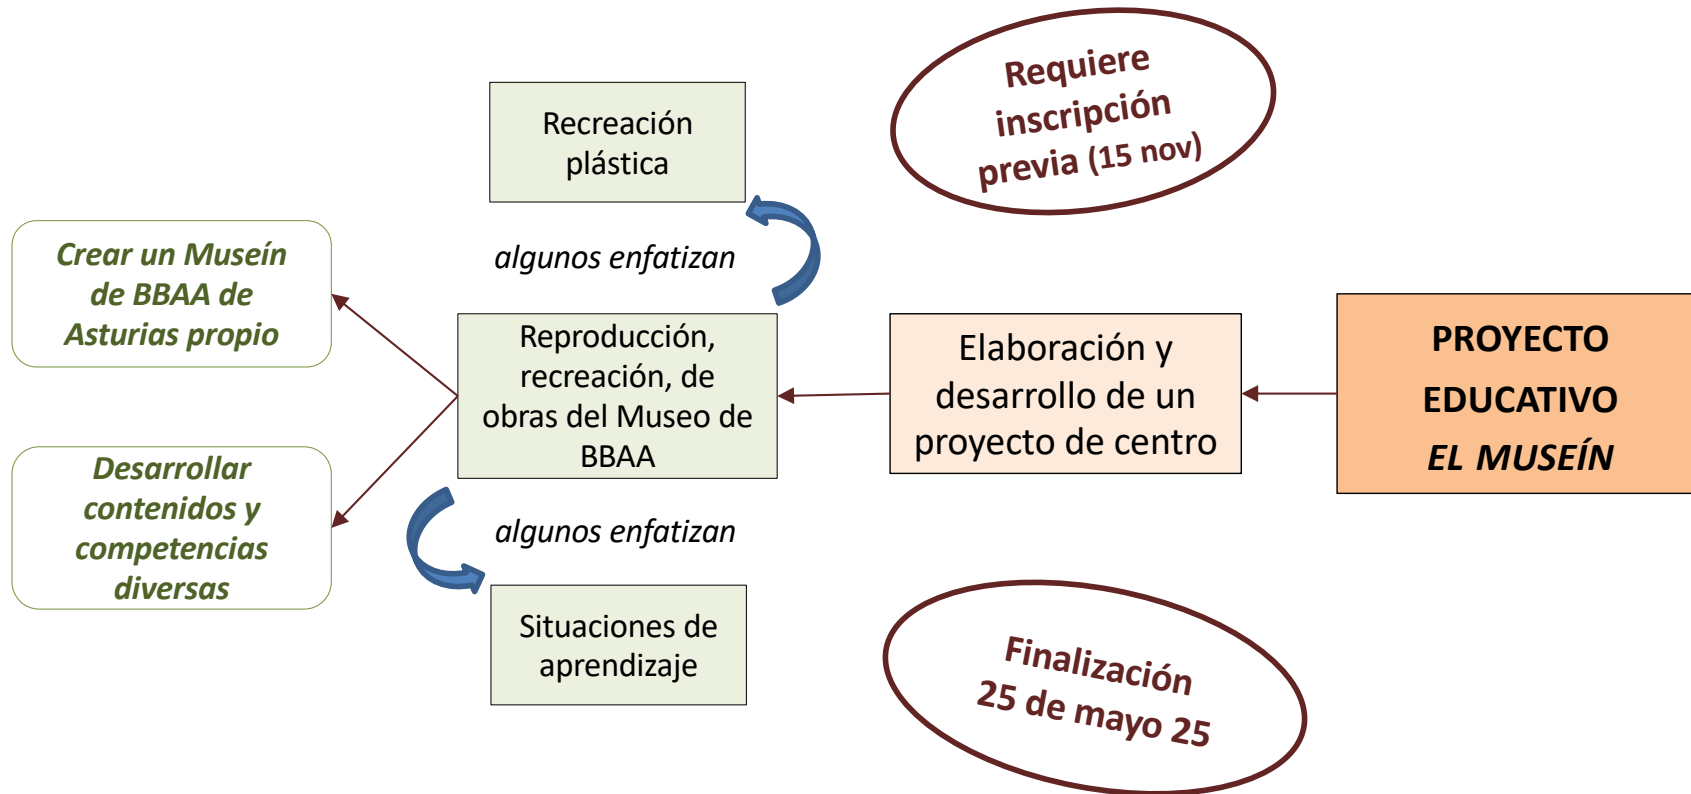 Requiere
inscripción
previa (15 nov)
Recreación
plástica
algunos enfatizan
Crear un Museín
de BBAA de
Asturias propio
Reproducción,
recreación, de
obras del Museo de
BBAA
Elaboración y
desarrollo de un
proyecto de centro
PROYECTO
EDUCATIVO
EL MUSEÍN
Desarrollar
contenidos y
competencias
diversas
algunos enfatizan
Situaciones de
aprendizaje
Finalización
25 de mayo 25